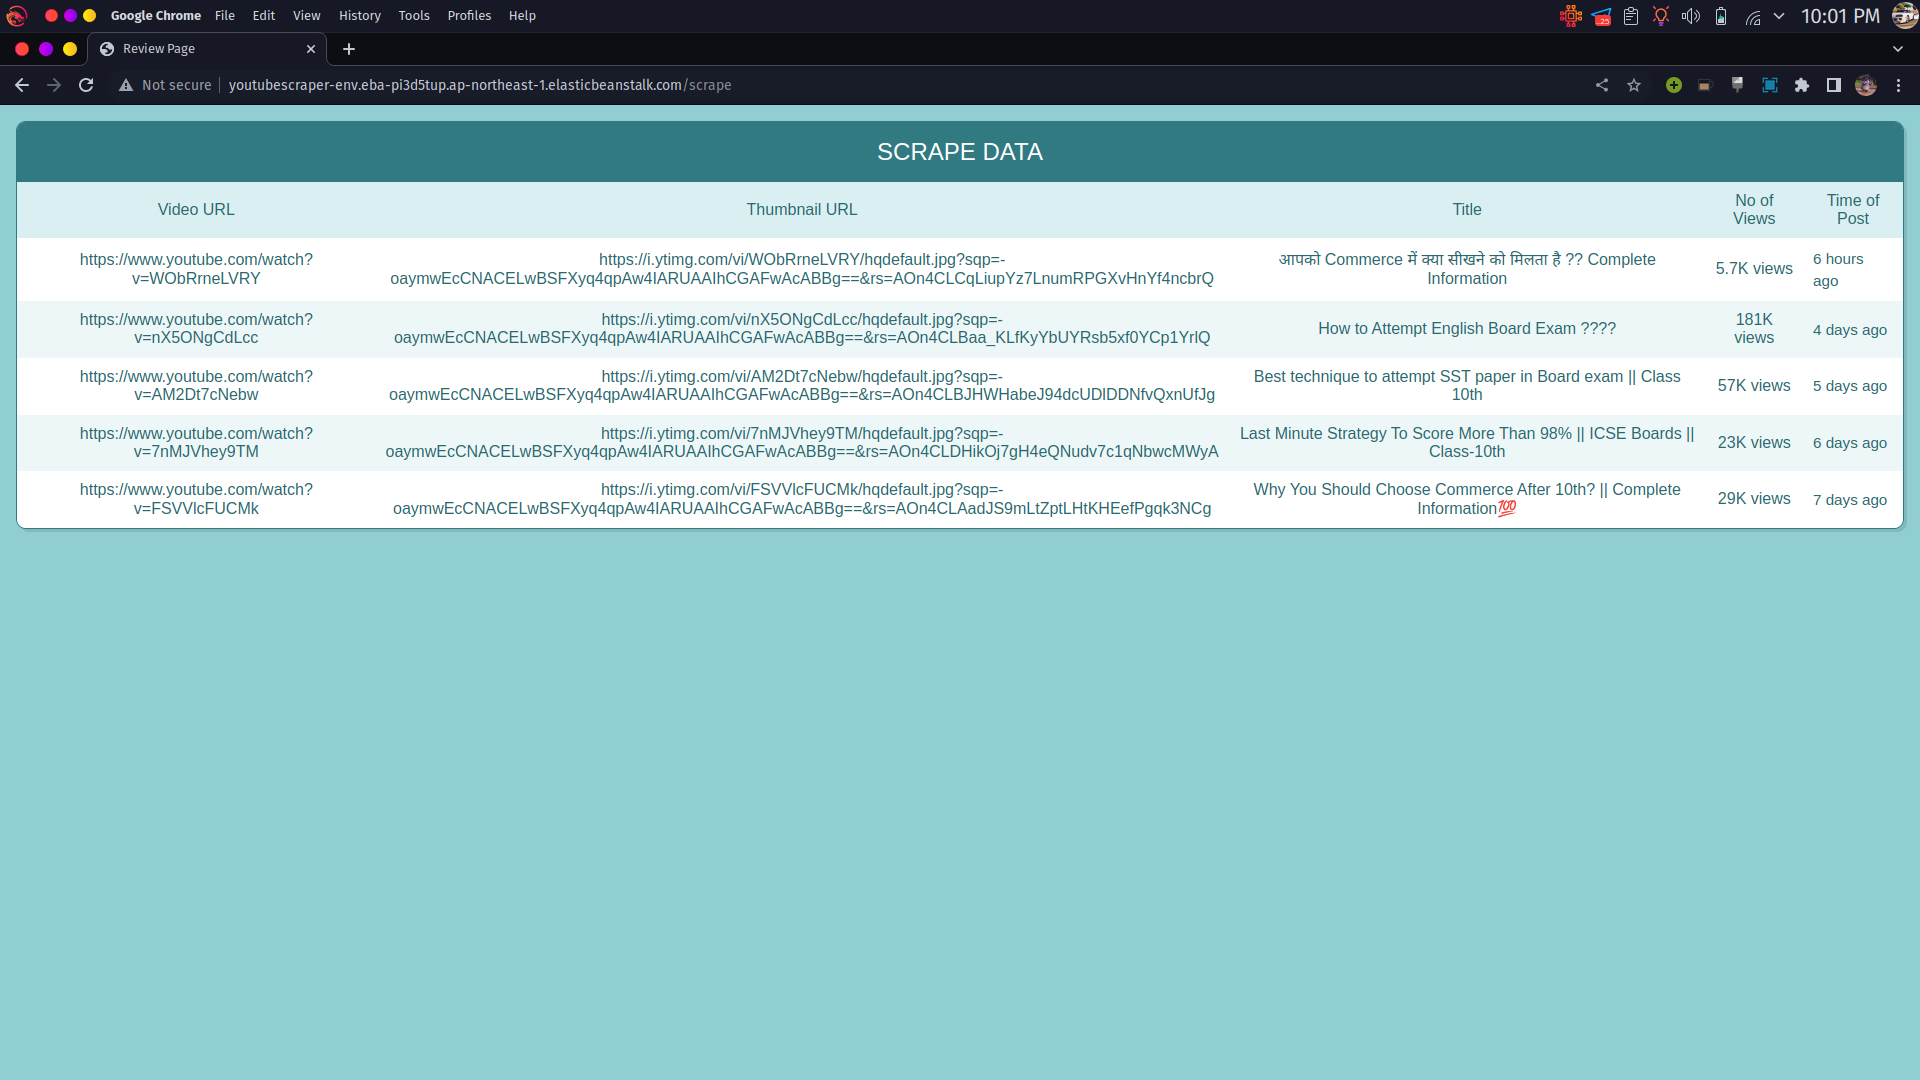 Google Chrome File Edit View History Tools Profiles Help
.25
10:01 PM
Review Page
Not secure youtubescraper-env.eba-pi3d5tup.ap-northeast-1.elasticbeanstalk.com/scrape
SCRAPE DATA
Video URL Thumbnail URL Title No of Views Time of Post
https://www.youtube.com/watch?
v=WObRrneLVRY
https://i.ytimg.com/vi/WObRrneLVRY/hqdefault.jpg?sqp=-
oaymwEcCNACELwBSFXyq4qpAw4IARUAAIhCGAFwAcABBg==&rs=AOn4CLCqLiupYz7LnumRPGXvHnYf4ncbrQ
आपको Commerce में क्या सीखने को मिलता है ?? Complete
Information
5.7K views
6 hours
ago
https://www.youtube.com/watch?
v=nX5ONgCdLcc
https://i.ytimg.com/vi/nX5ONgCdLcc/hqdefault.jpg?sqp=-
oaymwEcCNACELwBSFXyq4qpAw4IARUAAIhCGAFwAcABBg==&rs=AOn4CLBaa_KLfKyYbUYRsb5xf0YCp1YrlQ
How to Attempt English Board Exam ????
181K
views
4 days ago
https://www.youtube.com/watch?
v=AM2Dt7cNebw
https://i.ytimg.com/vi/AM2Dt7cNebw/hqdefault.jpg?sqp=-
oaymwEcCNACELwBSFXyq4qpAw4IARUAAIhCGAFwAcABBg==&rs=AOn4CLBJHWHabeJ94dcUDlDDNfvQxnUfJg
Best technique to attempt SST paper in Board exam || Class
10th
57K views
5 days ago
https://www.youtube.com/watch?
v=7nMJVhey9TM
https://i.ytimg.com/vi/7nMJVhey9TM/hqdefault.jpg?sqp=-
oaymwEcCNACELwBSFXyq4qpAw4IARUAAIhCGAFwAcABBg==&rs=AOn4CLDHikOj7gH4eQNudv7c1qNbwcMWyA
Last Minute Strategy To Score More Than 98% || ICSE Boards ||
Class-10th
23K views
6 days ago
https://www.youtube.com/watch?
v=FSVVlcFUCMk
https://i.ytimg.com/vi/FSVVlcFUCMk/hqdefault.jpg?sqp=-
oaymwEcCNACELwBSFXyq4qpAw4IARUAAIhCGAFwAcABBg==&rs=AOn4CLAadJS9mLtZptLHtKHEefPgqk3NCg
Why You Should Choose Commerce After 10th? || Complete
Information💯
29K views
7 days ago